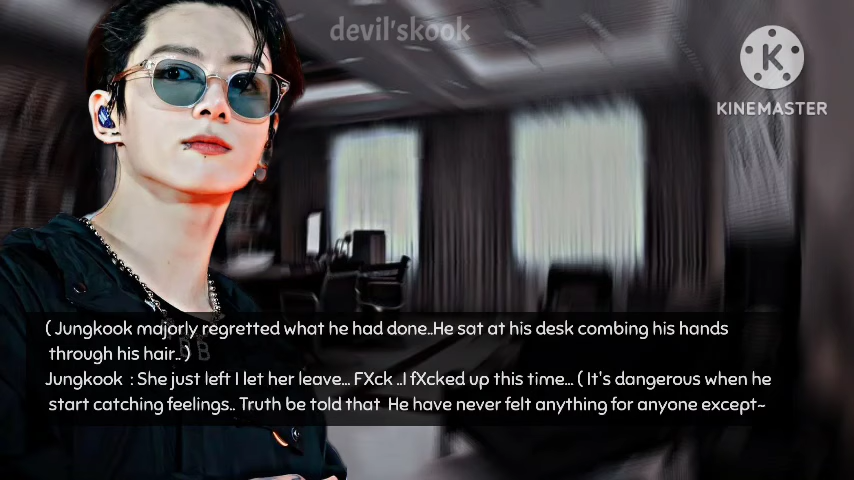 devil'skook
KINEMASTER
( Jungkook majorly regretted what he had done..He sat at his desk combing his hands
through his hair.. )
Jungkook : She just left I let her leave... FXck ..I fXcked up this time... ( It's dangerous when he
start catching feelings.. Truth be told that He have never felt anything for anyone except~